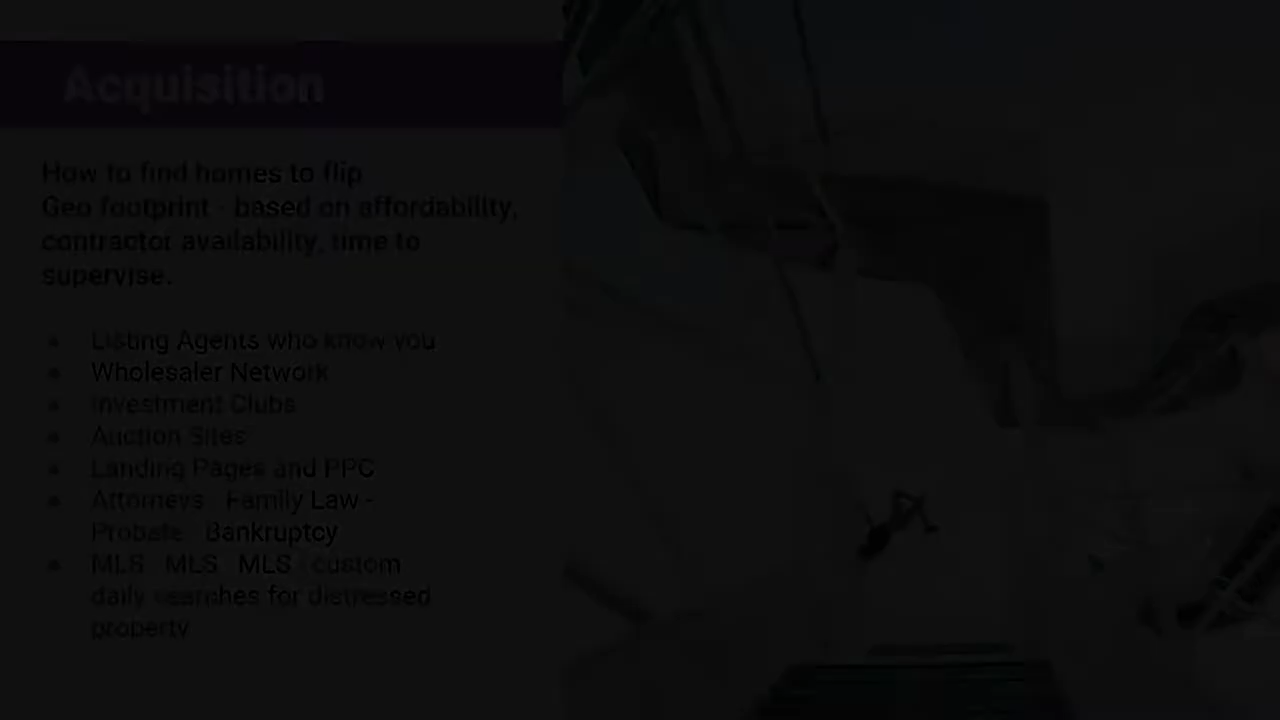 Acquisition
How to find homes to flip
Geo footprint - based on affordability,
contractor availability, time to
supervise.
Listing Agents who know you
Wholesaler Network
Investment Clubs
Auction Sites
Landing Pages and PPC
Attorneys - Family Law -
Probate - Bankruptcy
MLS - MLS - MLS - custom
daily searches for distressed
property